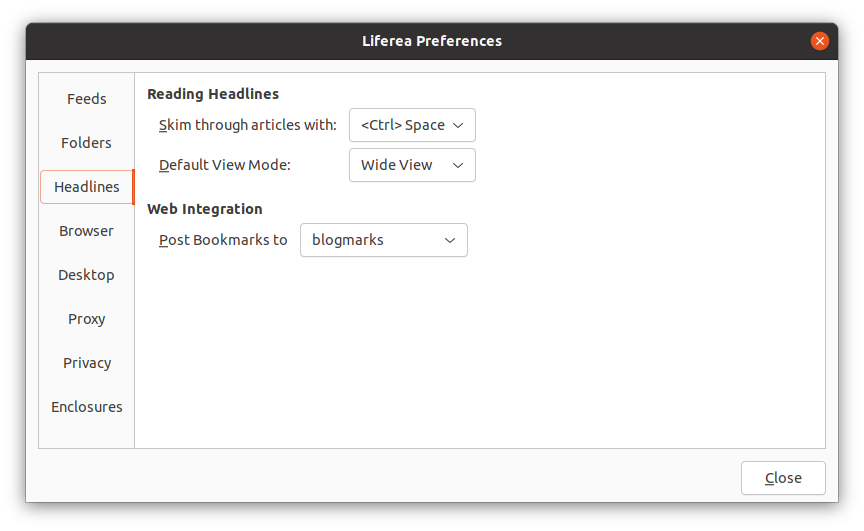 Liferea Preferences
Feeds
Folders
Headlines
Browser
Desktop
Proxy
Privacy
Enclosures
Reading Headlines
Skim through articles with: <Ctrl> Space
Default View Mode: Wide View
Web Integration
Post Bookmarks to blogmarks
Close